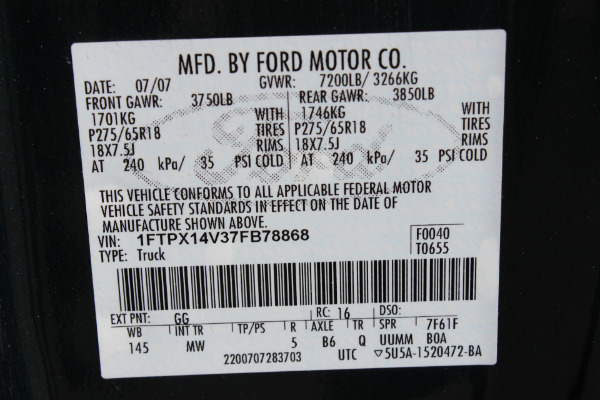 MFD. BY FORD MOTOR CO.
DATE: 07/07 GVWR: 7200LB/ 3266KG
FRONT GAWR: 3750LB REAR GAWR: 3850LB
1701KG WITH 1746KG WITH
P275/65R18 TIRES P275/65R18 TIRES
18X7.5J RIMS 18X7.5J RIMS
AT 240 kPa/ 35 PSI COLD AT 240 kPa/ 35 PSI COLD
Ford
THIS VEHICLE CONFORMS TO ALL APPLICABLE FEDERAL MOTOR
VEHICLE SAFETY STANDARDS IN EFFECT ON THE DATE OF
MANUFACTURE SHOWN ABOVE.
VIN: 1FTPX14V37FB78868 F0040
TYPE: Truck T0655
EXT PNT: GG RC: 16 DSO:
WB INT TR TP/PS R AXLE TR SPR 7F61F
145 MW 5 B6 Q UUMM BOA
2200707283703 UTC ▽5U5A-1520472-BA